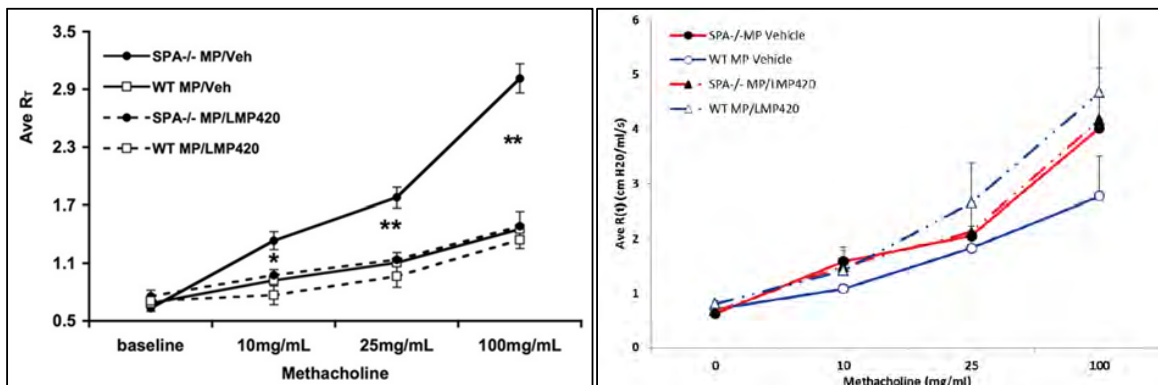 3.5
2.9
2.3
1.7
1.1
0.5
Ave RT
SPA-/- MP/Veh
WT MP/Veh
SPA-/- MP/LMP420
WT MP/LMP420
*
**
**
baseline 10mg/mL 25mg/mL 100mg/mL
Methacholine
6
5
4
3
2
1
0
Ave R(t) (cm H20/ml/s)
SPA-/-MP Vehicle
WT MP Vehicle
SPA-/- MP/LMP420
WT MP/LMP420
0 10 25 100
Methacholine (mg/ml)